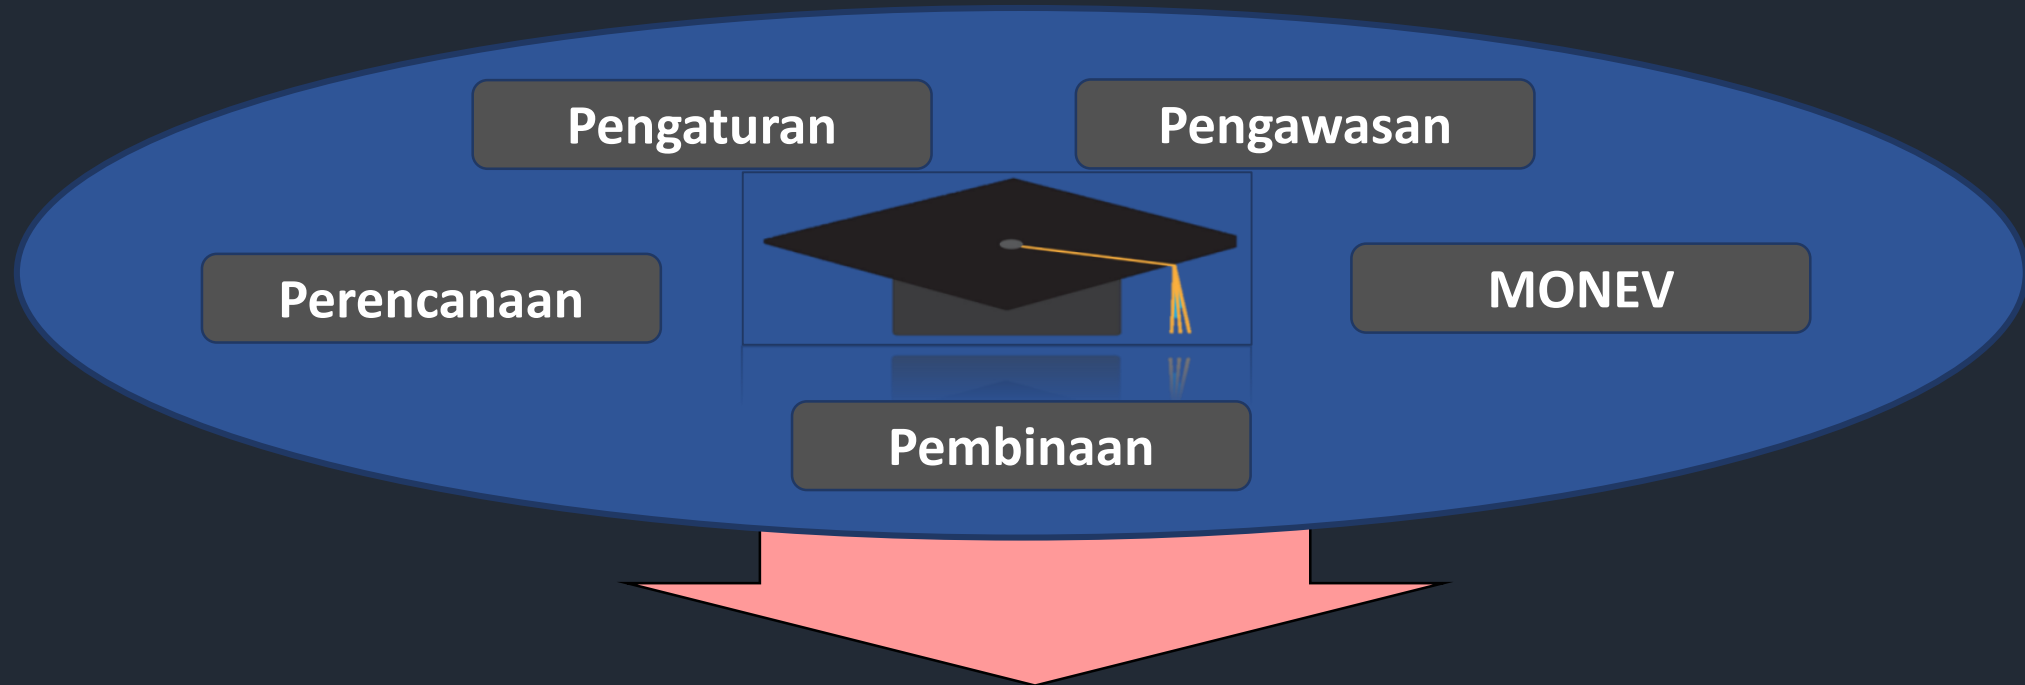 Pengaturan
Pengawasan
Perencanaan
MONEV
Pembinaan